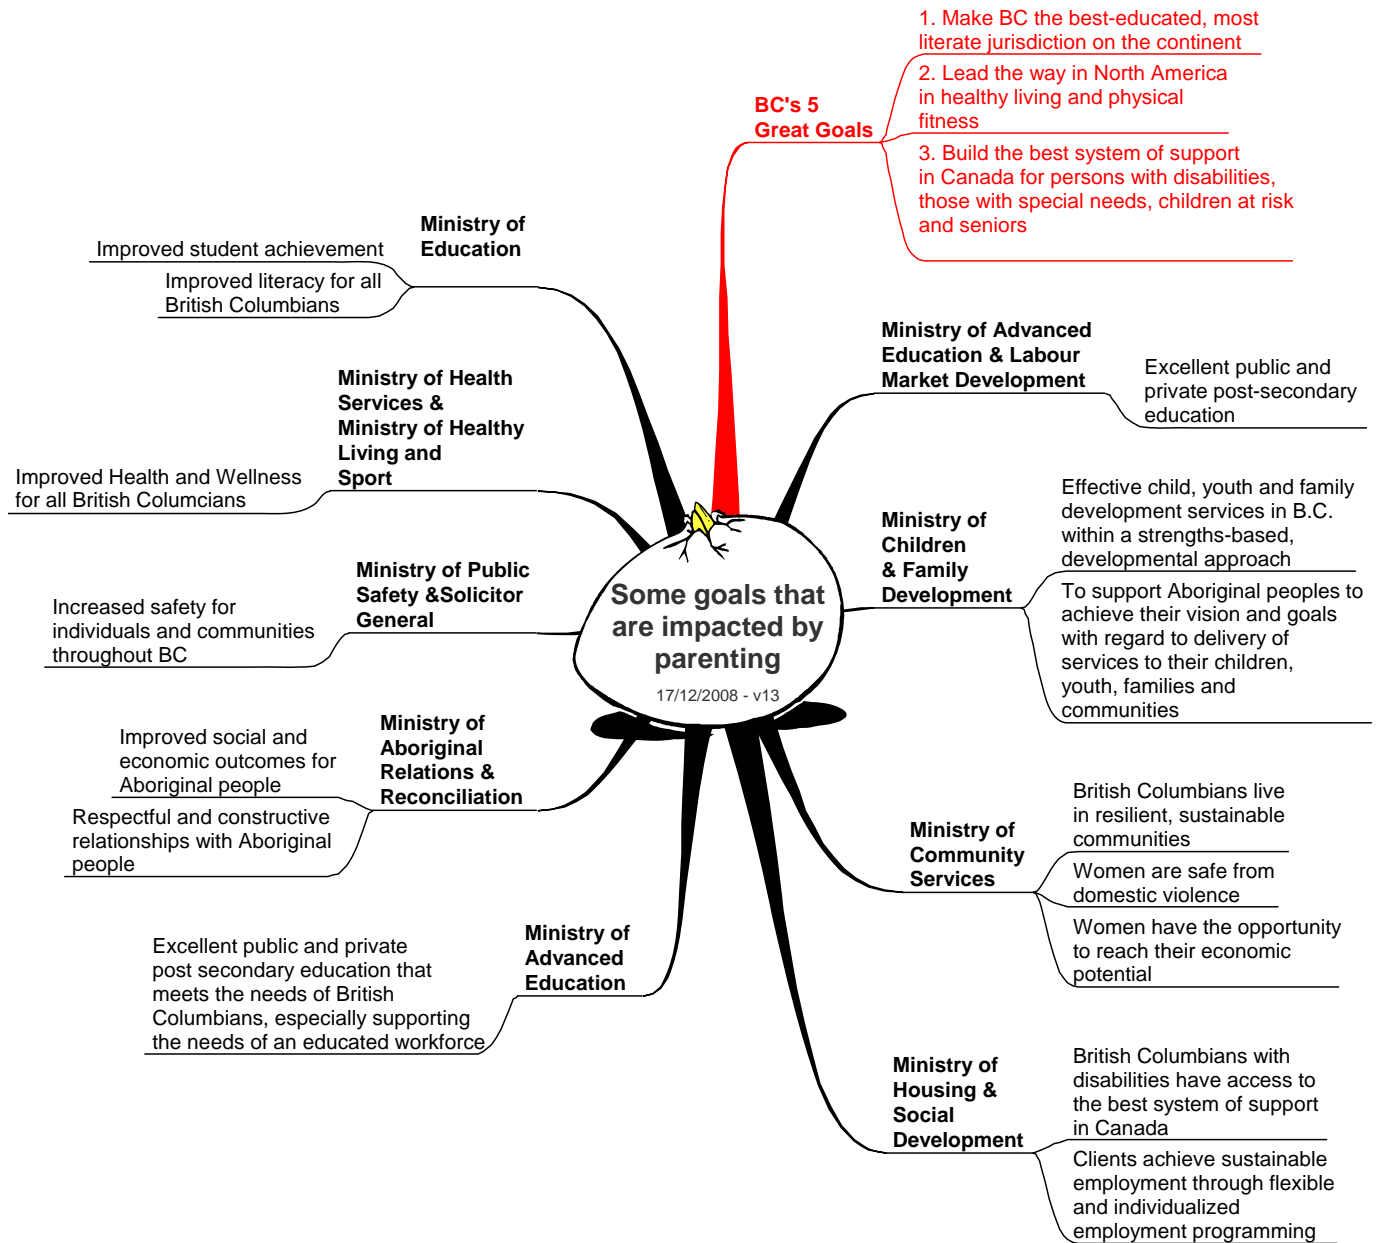 Some goals that
are impacted by
parenting
17/12/2008 - v13
BC's 5
Great Goals
1. Make BC the best-educated, most
literate jurisdiction on the continent
2. Lead the way in North America
in healthy living and physical
fitness
3. Build the best system of support
in Canada for persons with disabilities,
those with special needs, children at risk
and seniors
Ministry of Advanced
Education & Labour
Market Development
Excellent public and
private post-secondary
education
Ministry of
Children
& Family
Development
Effective child, youth and family
development services in B.C.
within a strengths-based,
developmental approach
To support Aboriginal peoples to
achieve their vision and goals
with regard to delivery of
services to their children,
youth, families and
communities
Ministry of
Community
Services
British Columbians live
in resilient, sustainable
communities
Women are safe from
domestic violence
Women have the opportunity
to reach their economic
potential
Ministry of
Housing &
Social
Development
British Columbians with
disabilities have access to
the best system of support
in Canada
Clients achieve sustainable
employment through flexible
and individualized
employment programming
Ministry of
Advanced
Education
Excellent public and private
post secondary education that
meets the needs of British
Columbians, especially supporting
the needs of an educated workforce
Ministry of
Aboriginal
Relations &
Reconciliation
Improved social and
economic outcomes for
Aboriginal people
Respectful and constructive
relationships with Aboriginal
people
Ministry of Public
Safety &Solicitor
General
Increased safety for
individuals and communities
throughout BC
Ministry of Health
Services &
Ministry of Healthy
Living and
Sport
Improved Health and Wellness
for all British Columcians
Ministry of
Education
Improved student achievement
Improved literacy for all
British Columbians